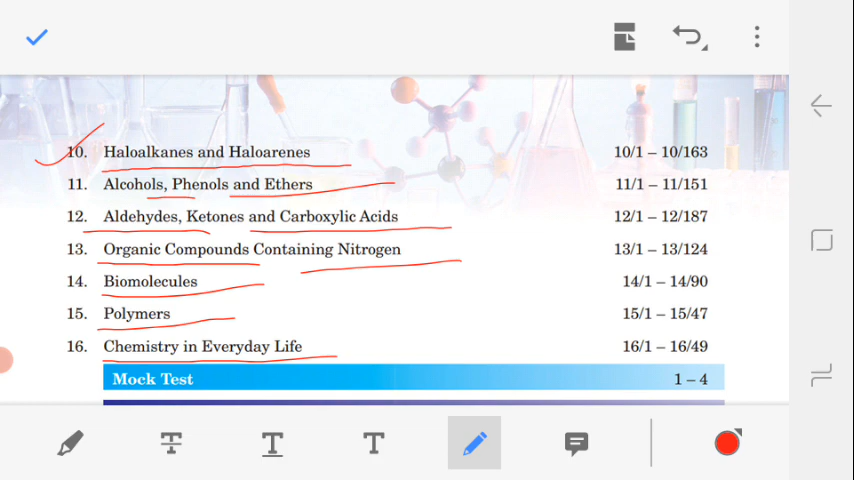 10. Haloalkanes and Haloarenes 10/1 – 10/163
11. Alcohols, Phenols and Ethers 11/1 – 11/151
12. Aldehydes, Ketones and Carboxylic Acids 12/1 – 12/187
13. Organic Compounds Containing Nitrogen 13/1 – 13/124
14. Biomolecules 14/1 – 14/90
15. Polymers 15/1 – 15/47
16. Chemistry in Everyday Life 16/1 – 16/49
Mock Test 1 – 4
T T T